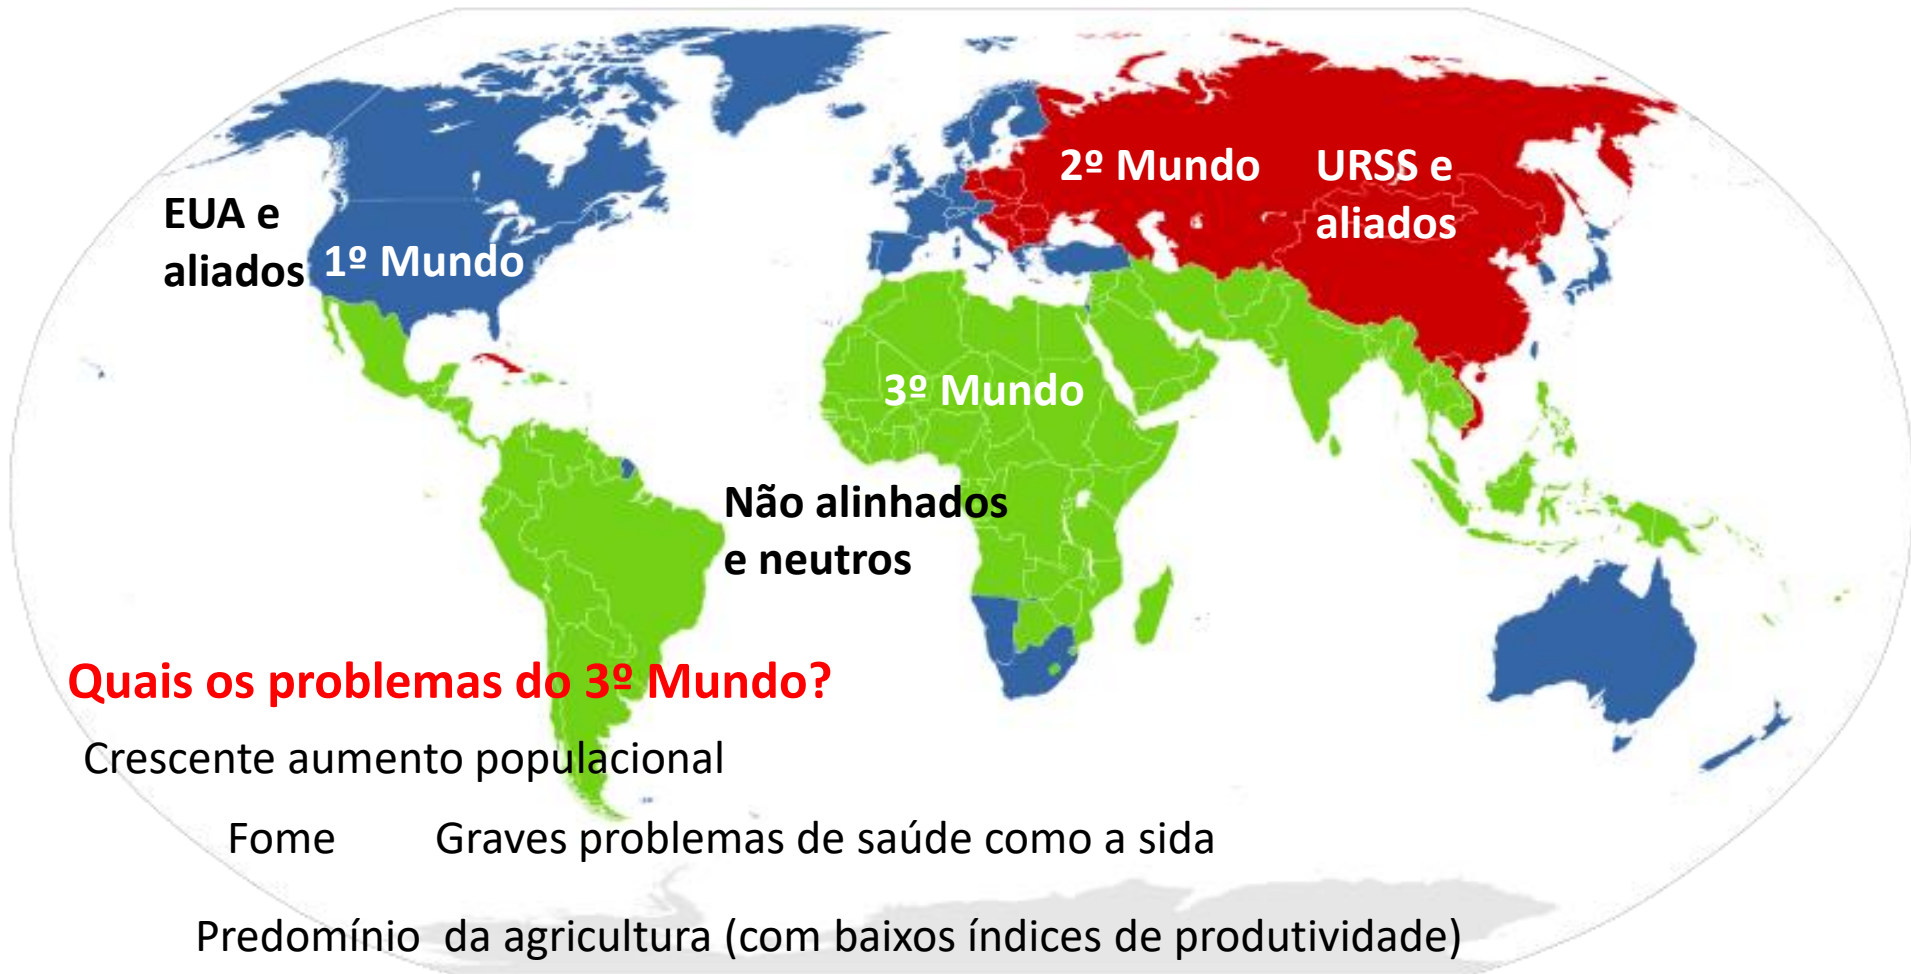 2º Mundo
URSS e
aliados
EUA e
aliados
1º Mundo
3º Mundo
Não alinhados
e neutros
Quais os problemas do 3º Mundo?
Crescente aumento populacional
Fome
Graves problemas de saúde como a sida
Predomínio da agricultura (com baixos índices de produtividade)